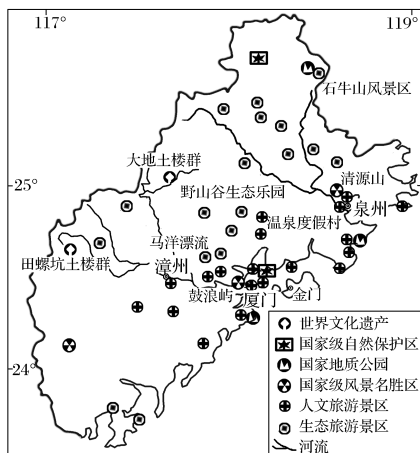 117° 119°
石牛山风景区
大地土楼群
清源山
25° 25°
野山谷生态乐园
泉州
温泉度假村
马洋漂流
田螺坑土楼群
漳州
鼓浪屿
厦门
金门
24°
世界文化遗产
国家级自然保护区
国家地质公园
国家级风景名胜区
人文旅游景区
生态旅游景区
河流